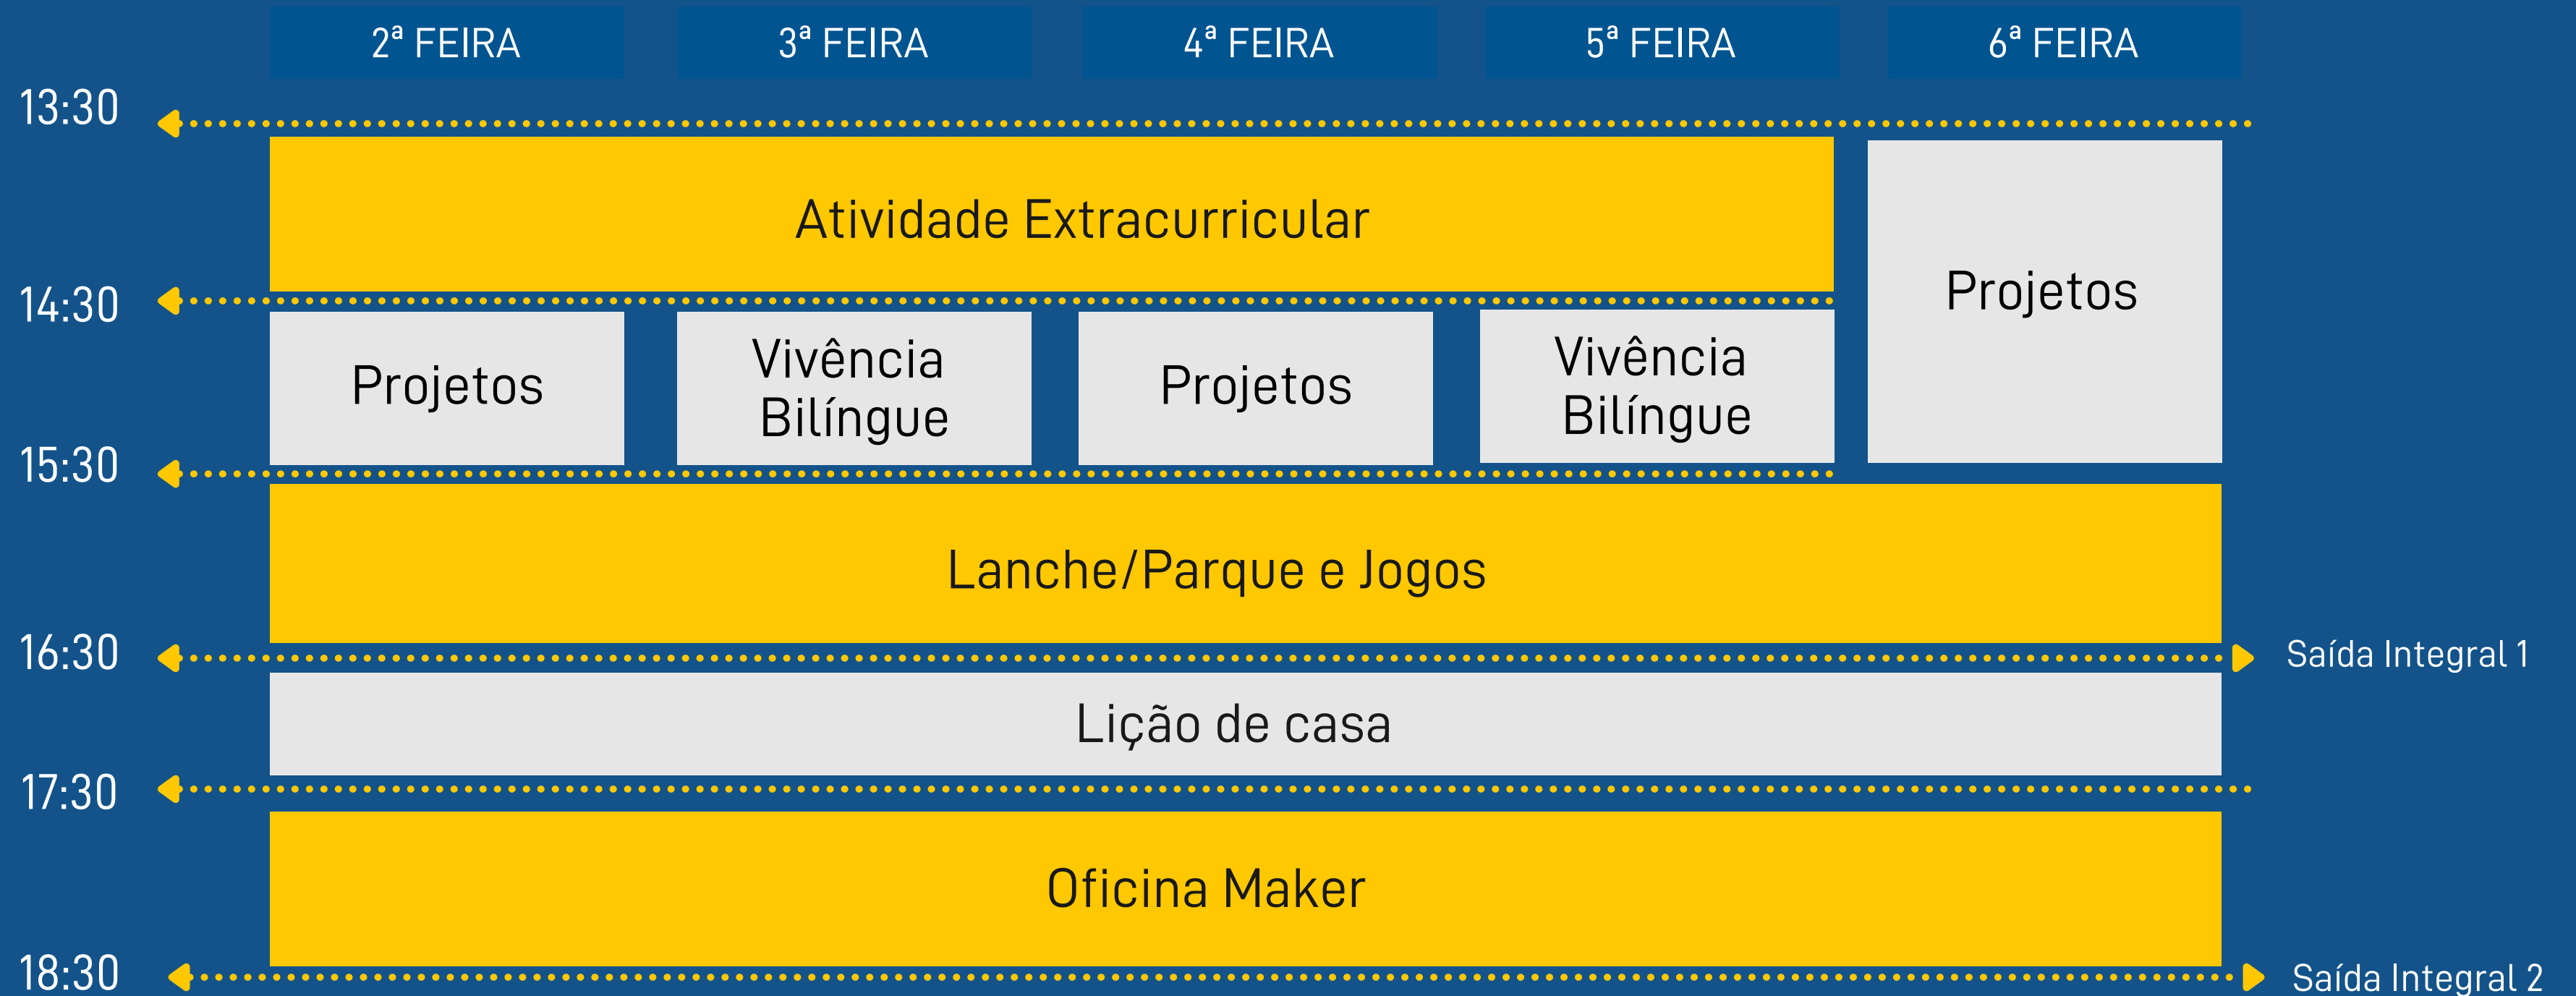 2ª FEIRA
3ª FEIRA
4ª FEIRA
5ª FEIRA
6ª FEIRA
13:30
Atividade Extracurricular
Projetos
14:30
Projetos
Vivência
Bilíngue
Projetos
Vivência
Bilíngue
15:30
Lanche/Parque e Jogos
16:30
Saída Integral 1
Lição de casa
17:30
Oficina Maker
18:30
Saída Integral 2